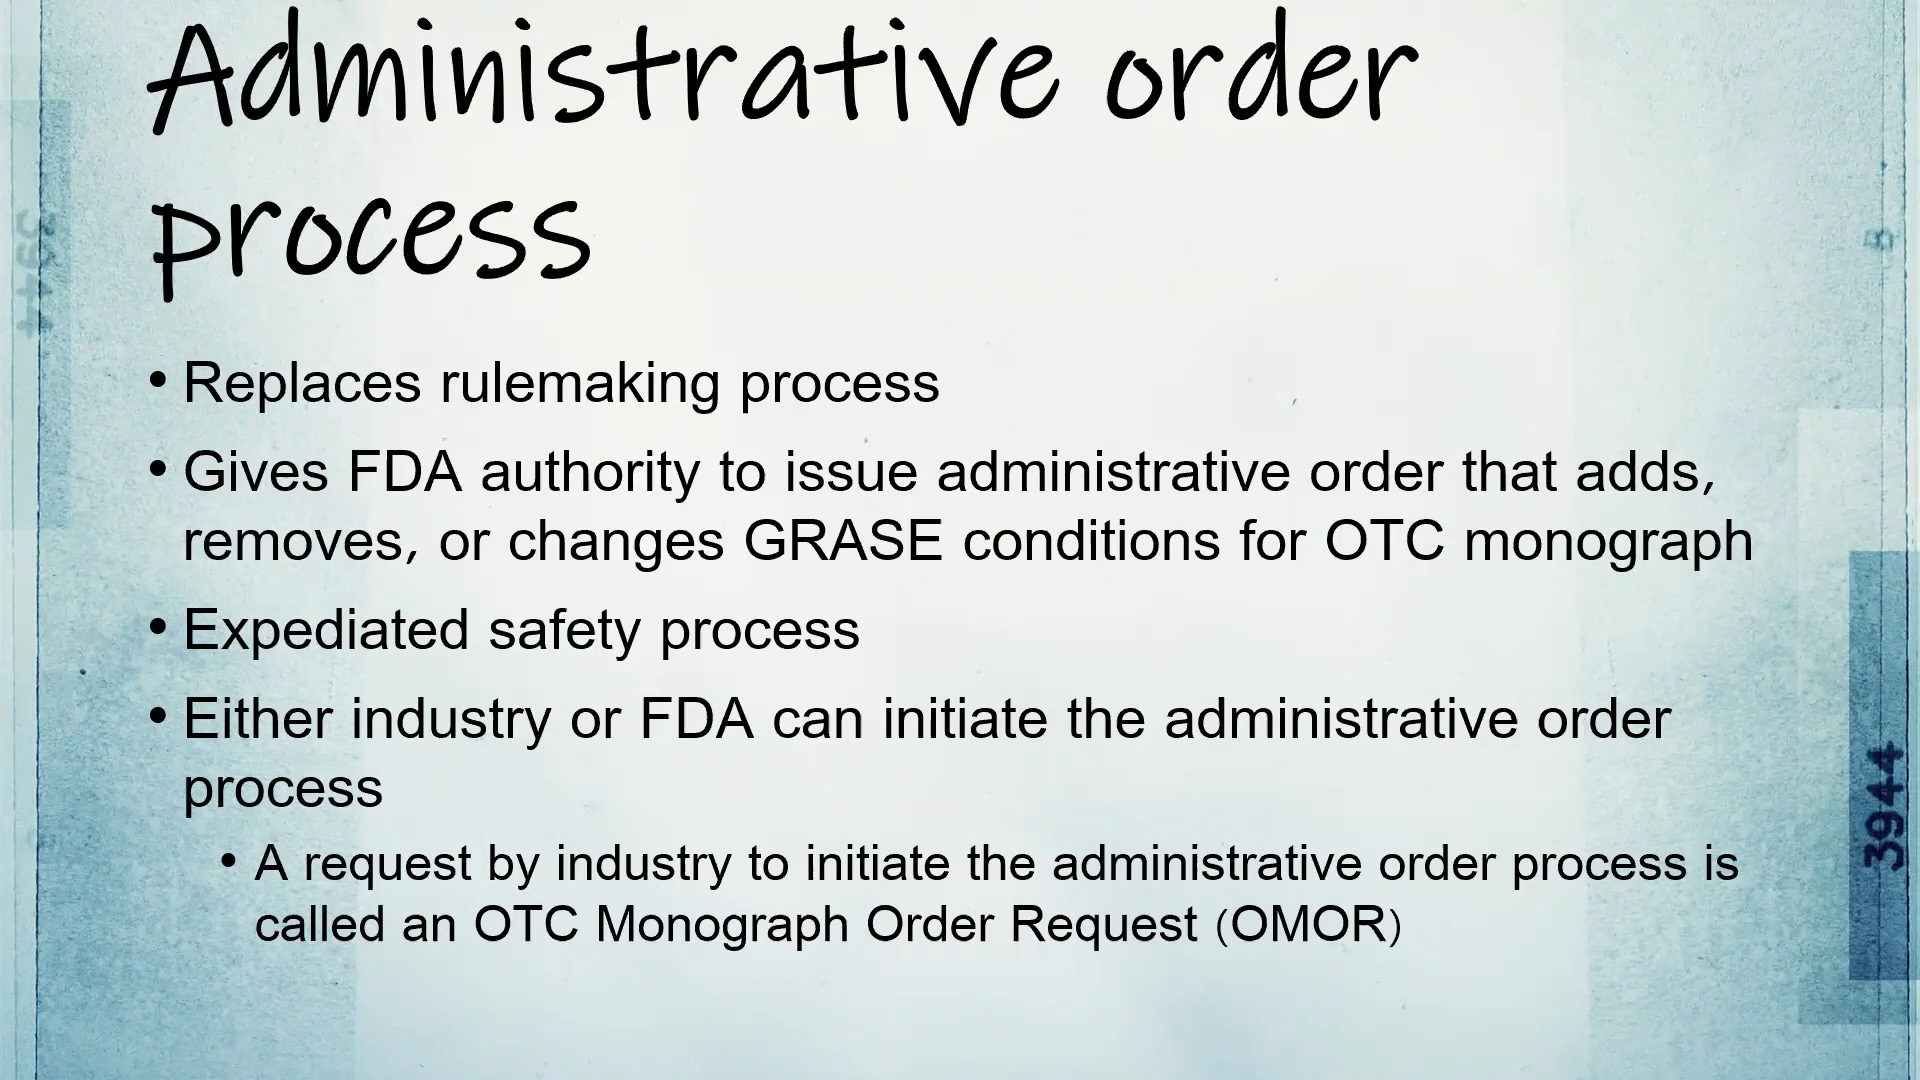 Administrative order
process
• Replaces rulemaking process
• Gives FDA authority to issue administrative order that adds,
removes, or changes GRASE conditions for OTC monograph
• Expediated safety process
• Either industry or FDA can initiate the administrative order
process
• A request by industry to initiate the administrative order process is
called an OTC Monograph Order Request (OMOR)
3944